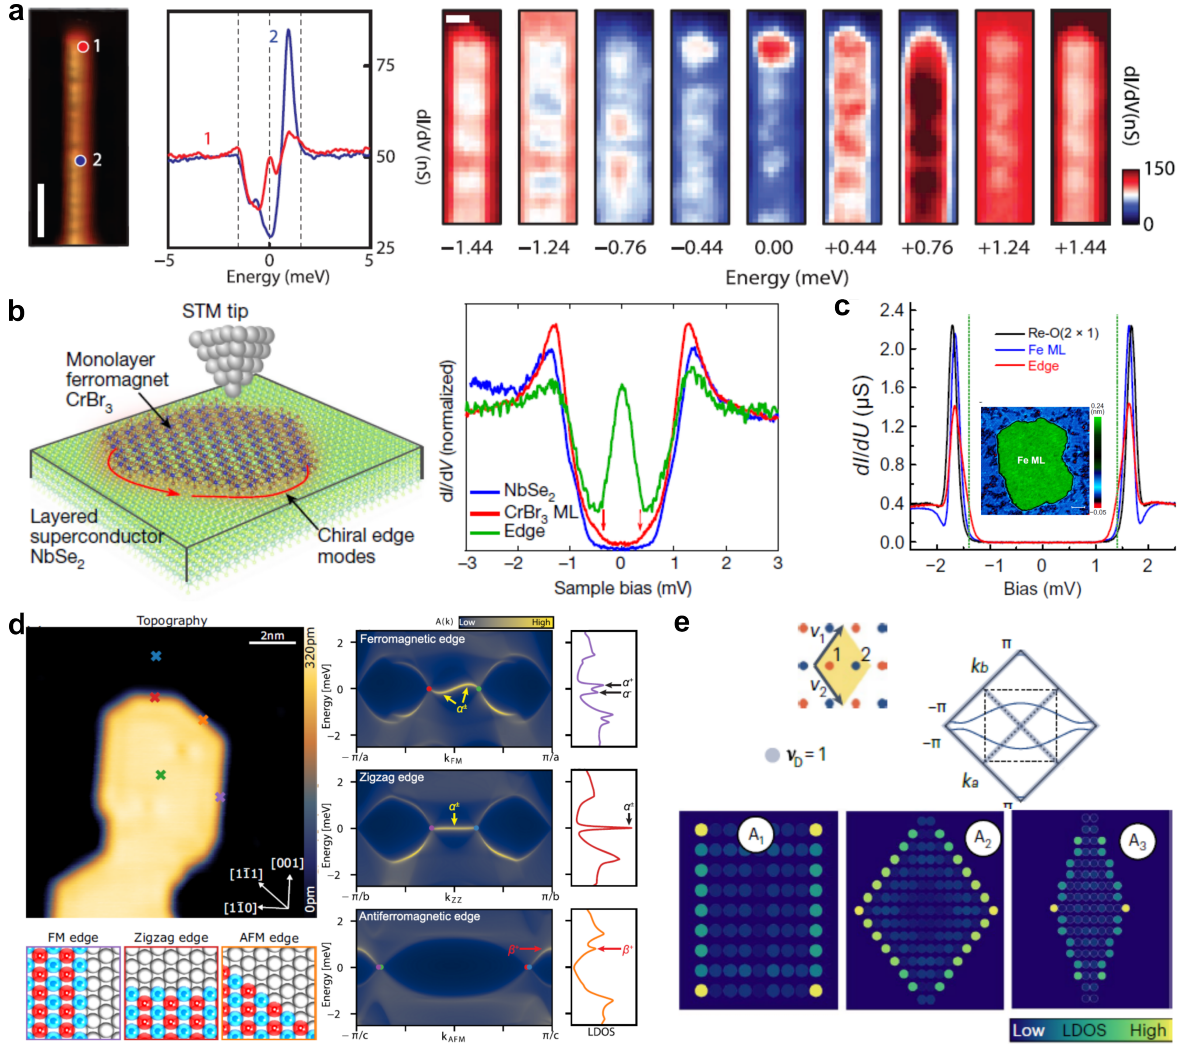 a
1
2
1
2
75
50
25
dI/dV (nS)
−5
0
5
Energy (meV)
−1.44
−1.24
−0.76
−0.44
0.00
+0.44
+0.76
+1.24
+1.44
Energy (meV)
dI/dV(nS)
150
0
b
STM tip
Monolayer
ferromagnet
CrBr3
Layered
superconductor
NbSe2
Chiral edge
modes
dI/dV (normalized)
NbSe2
CrBr3 ML
Edge
−3
−2
−1
0
1
2
3
Sample bias (mV)
c
2.4
2.0
1.6
1.2
0.8
0.4
0.0
dI/dU (µS)
Re-O(2 × 1)
Fe ML
Edge
Fe ML
0.24
(nm)
−0.05
−2
−1
0
1
2
Bias (mV)
d
Topography
2nm
320pm
0pm
[001]
[11̄1]
[11̄0]
FM edge
Zigzag edge
AFM edge
A(k)
Low
High
Ferromagnetic edge
Energy [meV]
2
0
−2
α±
α+
α-
−π/a
kFM
π/a
Zigzag edge
Energy [meV]
2
0
−2
α±
α±
−π/b
kZZ
π/b
Antiferromagnetic edge
Energy [meV]
2
0
−2
β+
β+
−π/c
kAFM
π/c
LDOS
e
v1
1
2
v2
νD = 1
π
kb
−π
−π
ka
π
A1
A2
A3
Low
LDOS
High